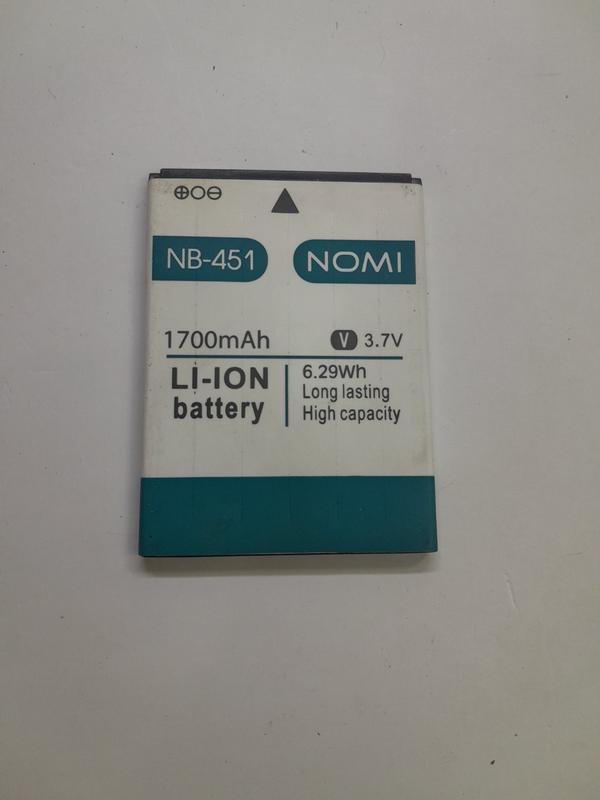 ⊕○⊖
NB-451 NOMI
1700mAh V 3.7V
LI-ION
battery
6.29Wh
Long lasting
High capacity